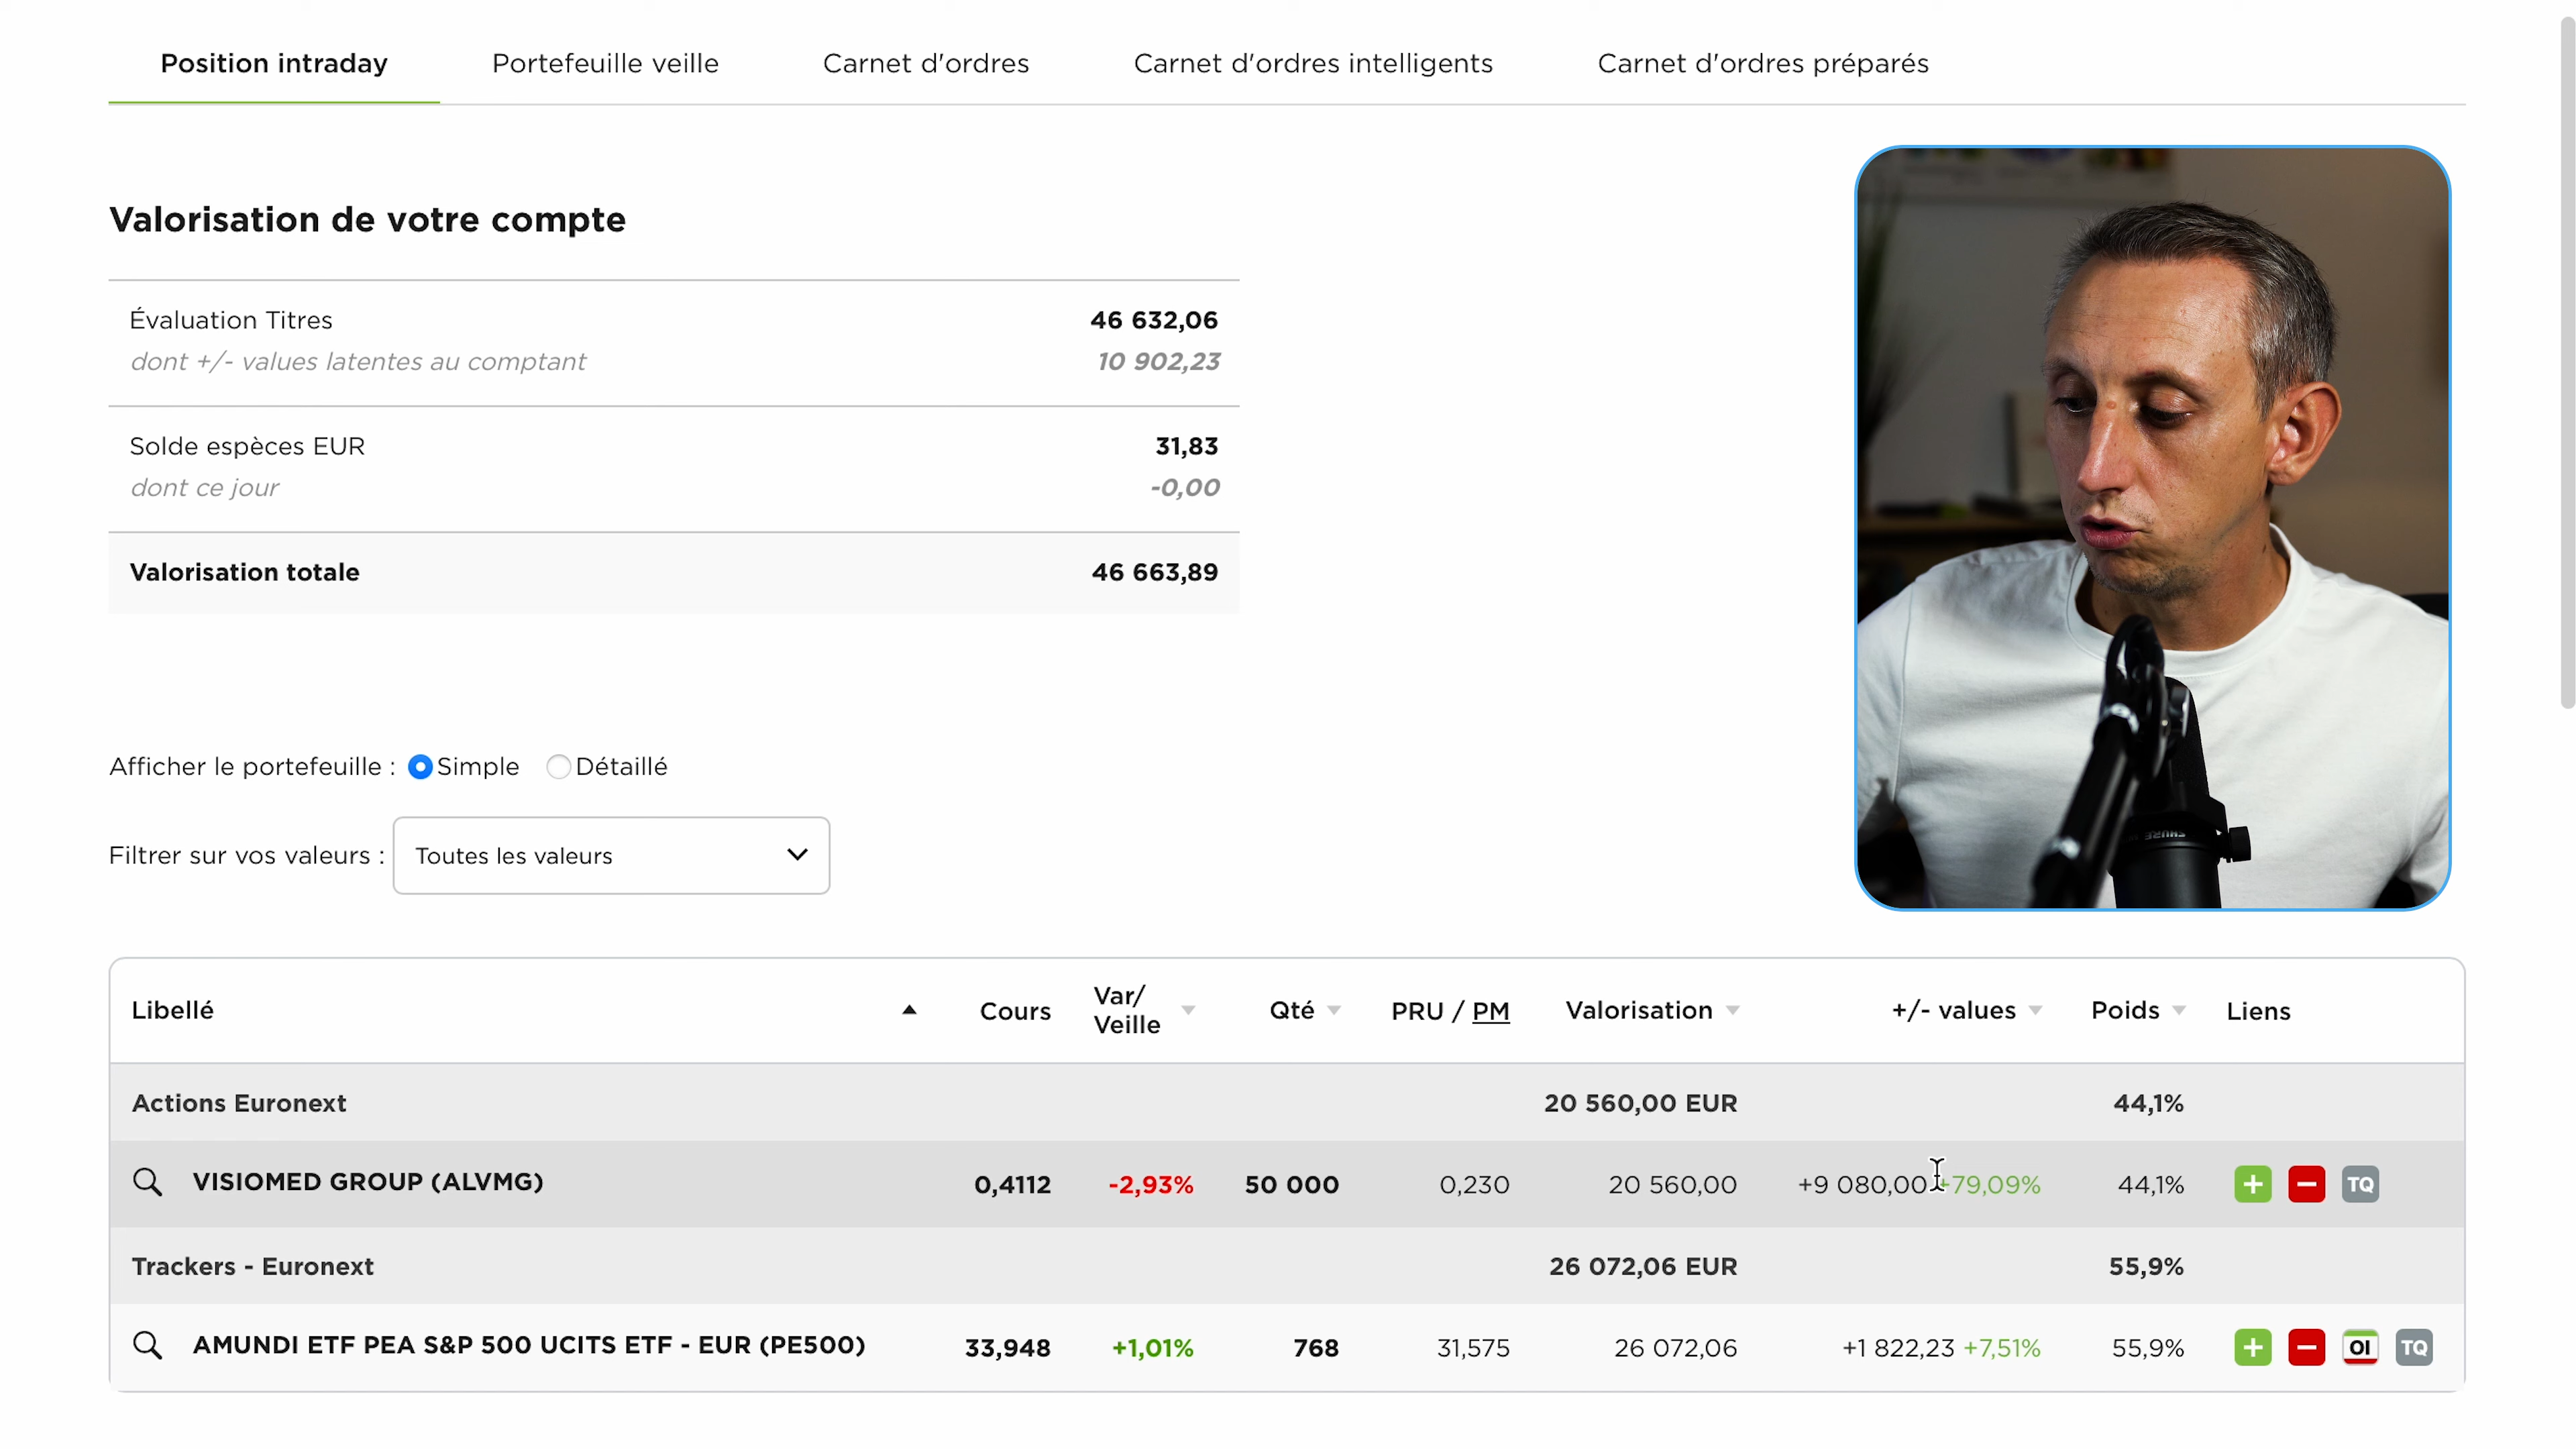 Position intraday Portefeuille veille Carnet d'ordres Carnet d'ordres intelligents Carnet d'ordres préparés
Valorisation de votre compte
Évaluation Titres 46 632,06
dont +/- values latentes au comptant 10 902,23
Solde espèces EUR 31,83
dont ce jour -0,00
Valorisation totale 46 663,89
Afficher le portefeuille : Simple Détaillé
Filtrer sur vos valeurs : Toutes les valeurs
SHURE
Libellé Cours Var/ Veille Qté PRU / PM Valorisation +/- values Poids Liens
Actions Euronext 20 560,00 EUR 44,1%
VISIOMED GROUP (ALVMG) 0,4112 -2,93% 50 000 0,230 20 560,00 +9 080,00 +79,09% 44,1% TQ
Trackers - Euronext 26 072,06 EUR 55,9%
AMUNDI ETF PEA S&P 500 UCITS ETF - EUR (PE500) 33,948 +1,01% 768 31,575 26 072,06 +1 822,23 +7,51% 55,9% OI TQ